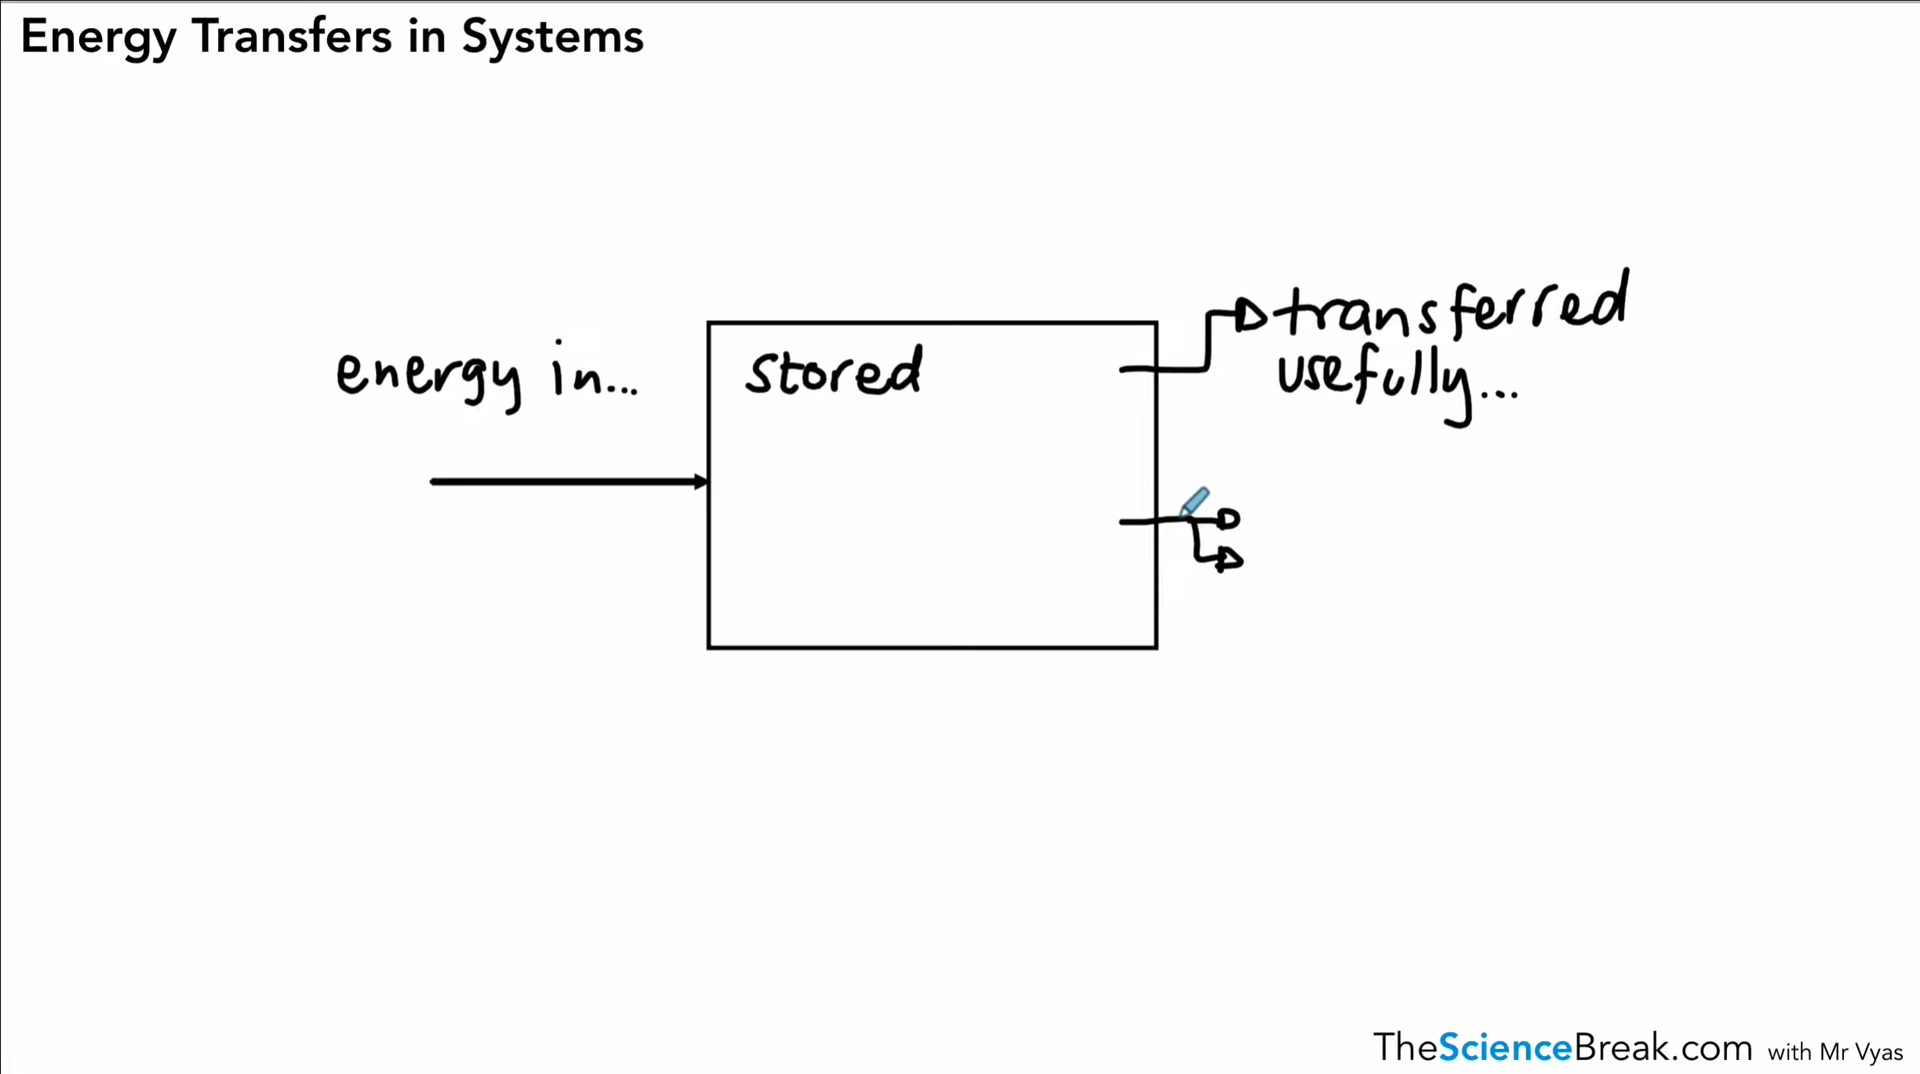 Energy Transfers in Systems
energy in...
stored
transferred
usefully...
TheScienceBreak.com with Mr Vyas